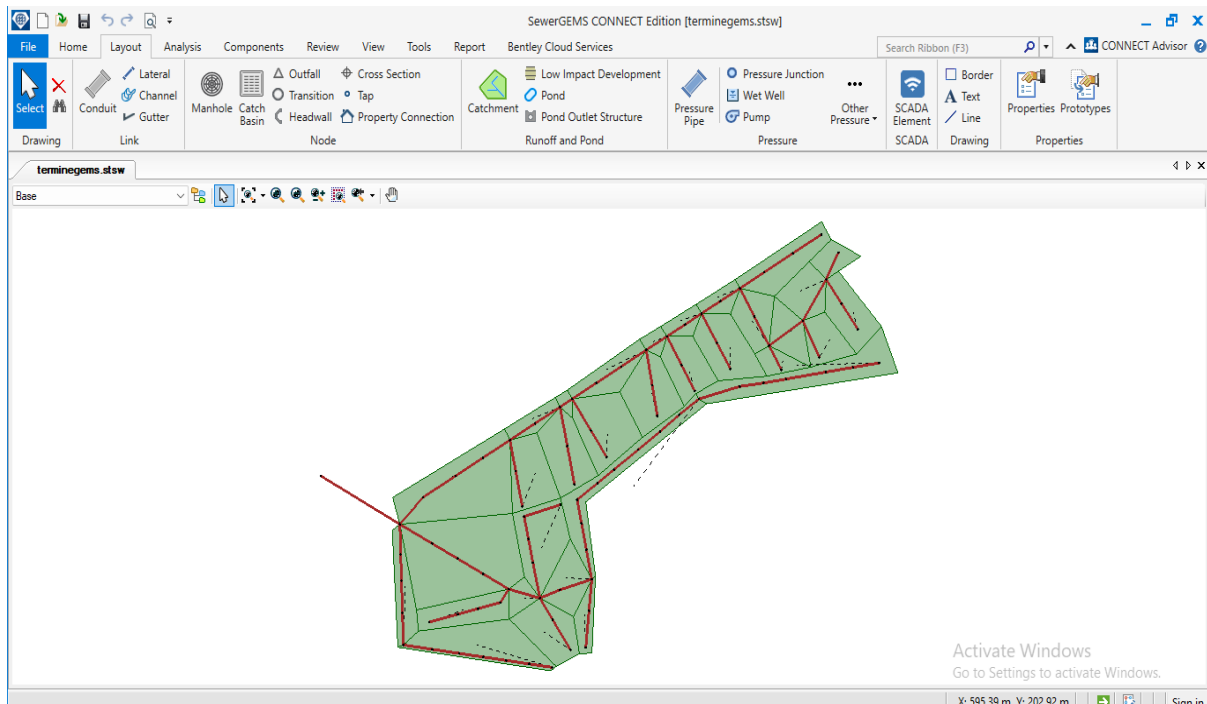 SewerGEMS CONNECT Edition [terminegems.stsw]
File Home Layout Analysis Components Review View Tools Report Bentley Cloud Services Search Ribbon (F3) CONNECT Advisor
Lateral Outfall Cross Section Low Impact Development Pressure Junction Border
Select Conduit Channel Manhole Catch Basin Transition Tap Catchment Pond Pressure Pipe Wet Well Other Pressure SCADA Element A Text Properties Prototypes
Gutter Headwall Property Connection Pond Outlet Structure Pump Line
Drawing Link Node Runoff and Pond Pressure SCADA Drawing Properties
terminegems.stsw
Base
Activate Windows
Go to Settings to activate Windows.
X: 595.39 m, Y: 202.92 m Sign in